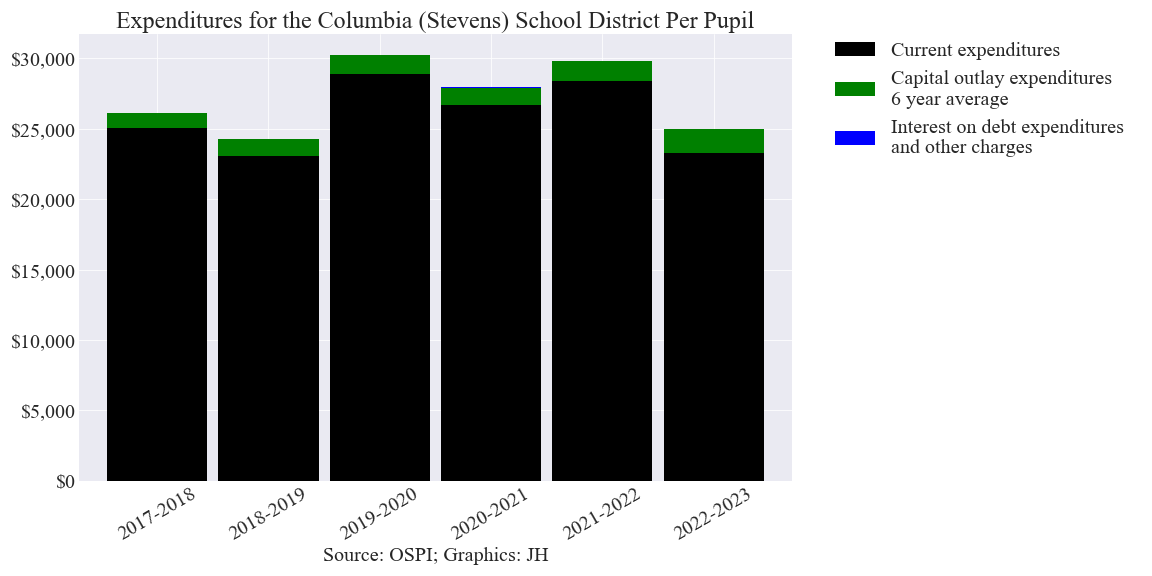 Expenditures for the Columbia (Stevens) School District Per Pupil
$30,000
$25,000
$20,000
$15,000
$10,000
$5,000
$0
2017-2018
2018-2019
2019-2020
2020-2021
2021-2022
2022-2023
Source: OSPI; Graphics: JH
Current expenditures
Capital outlay expenditures
6 year average
Interest on debt expenditures
and other charges